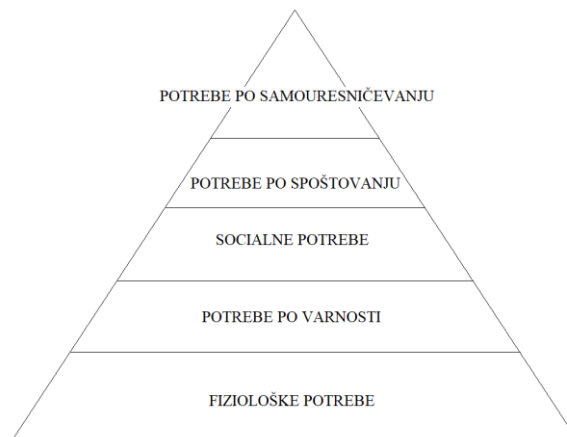 POTREBE PO SAMOURESNIČEVANJU
POTREBE PO SPOŠTOVANJU
SOCIALNE POTREBE
POTREBE PO VARNOSTI
FIZIOLOŠKE POTREBE